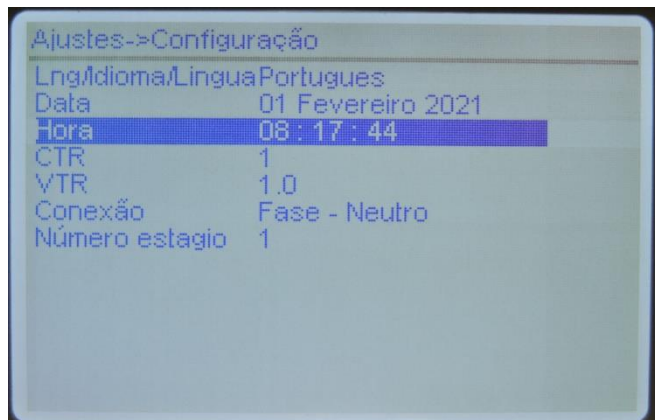 Ajustes->Configuração
Lng/Idioma/Lingua Portugues
Data 01 Fevereiro 2021
Hora 08 : 17 : 44
CTR 1
VTR 1.0
Conexão Fase - Neutro
Número estagio 1